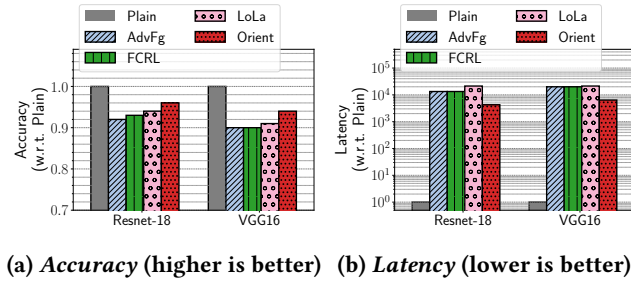 Plain
AdvFg
FCRL
LoLa
Orient
Accuracy
(w.r.t. Plain)
1.0
0.9
0.8
0.7
Resnet-18
VGG16
(a) Accuracy (higher is better)
Plain
AdvFg
FCRL
LoLa
Orient
Latency
(w.r.t. Plain)
10^5
10^4
10^3
10^2
10^1
10^0
Resnet-18
VGG16
(b) Latency (lower is better)